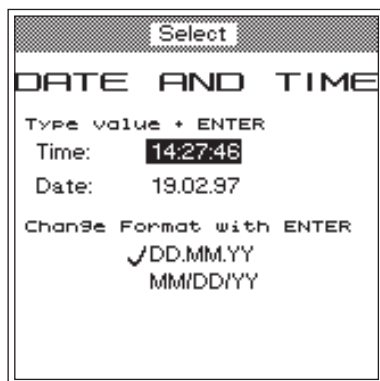 Select
DATE AND TIME
Type value + ENTER
Time: 14:27:46
Date: 19.02.97
Change Format with ENTER
✓DD.MM.YY
MM/DD/YY